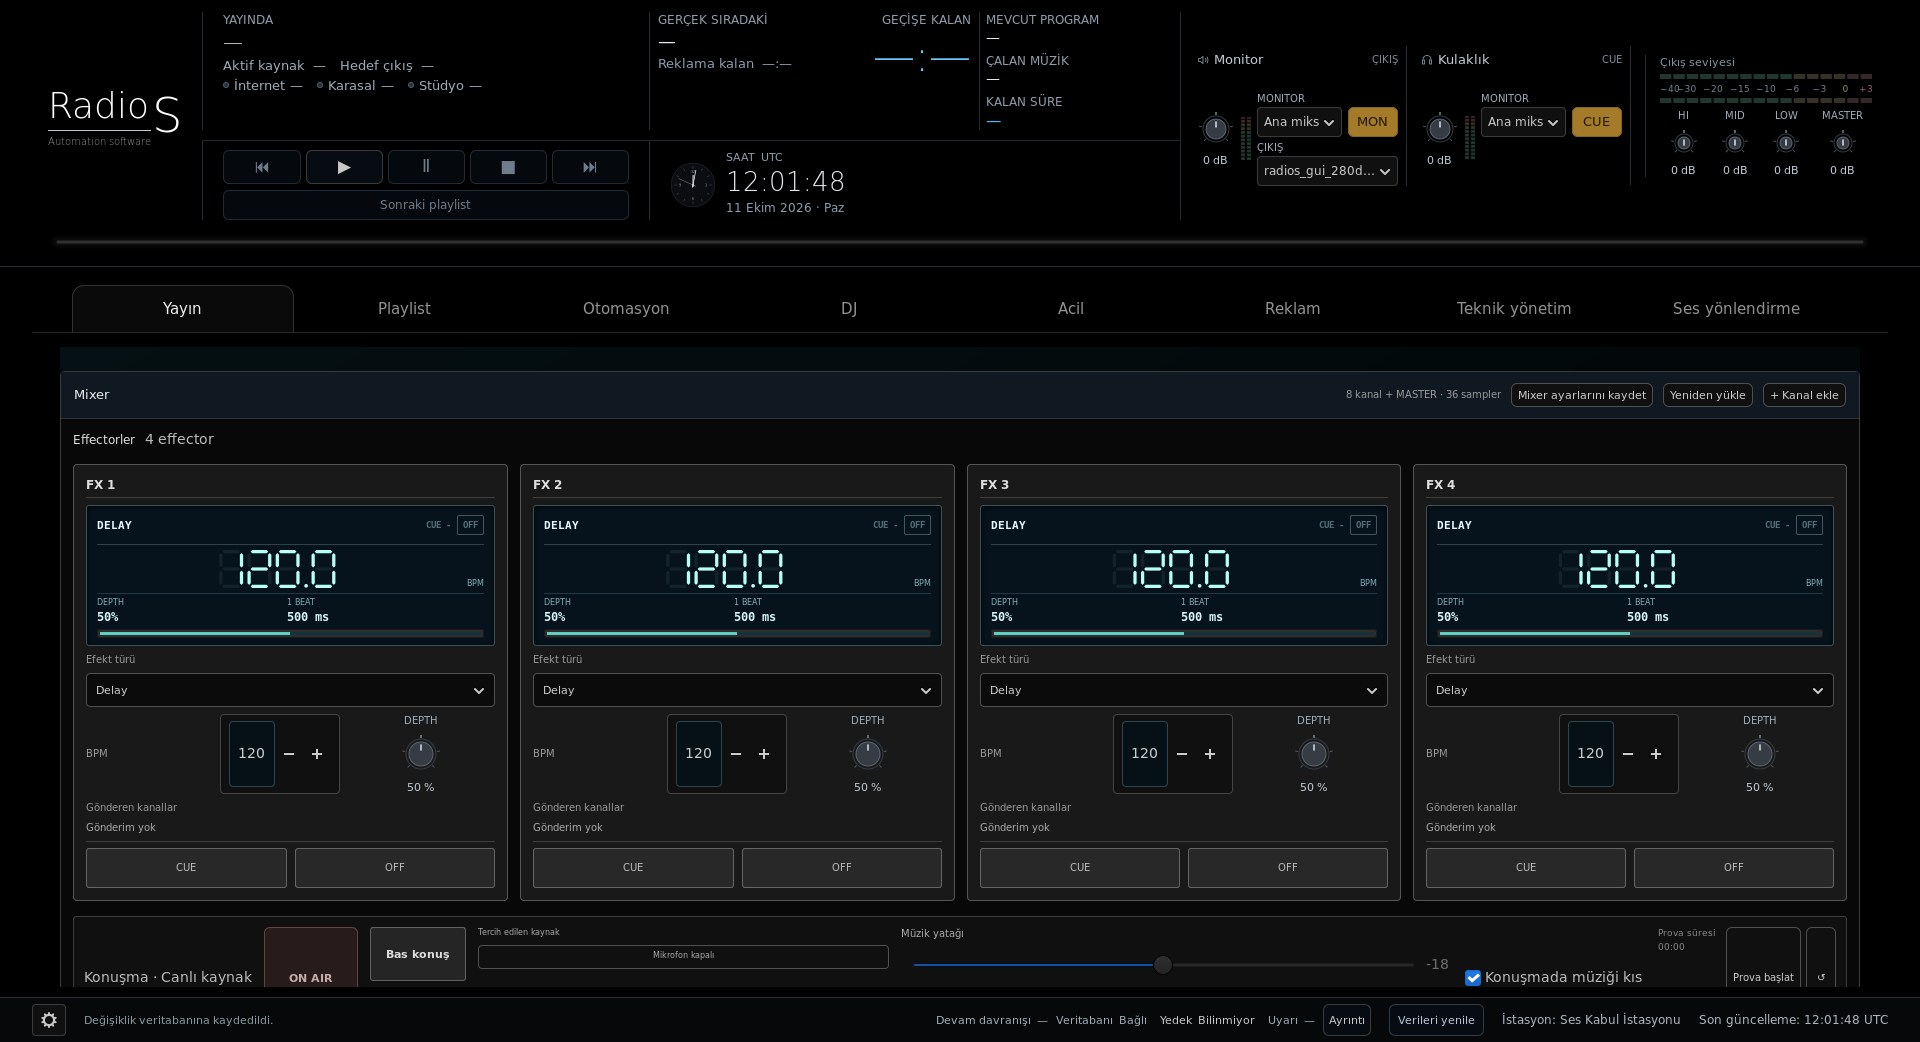 Radio S
Automation software
YAYINDA
—
Aktif kaynak — Hedef çıkış —
İnternet — Karasal — Stüdyo —
GERÇEK SIRADAKİ
—
Reklama kalan —:—
GEÇİŞE KALAN
—:—
MEVCUT PROGRAM
—
ÇALAN MÜZİK
—
KALAN SÜRE
—
Sonraki playlist
SAAT UTC
12:01:48
11 Ekim 2026 · Paz
Monitor ÇIKIŞ
MONITOR
Ana miks MON
0 dB
ÇIKIŞ
radios_gui_280d...
Kulaklık CUE
MONITOR
Ana miks CUE
0 dB
Çıkış seviyesi
−40 −30 −20 −15 −10 −6 −3 0 +3
HI MID LOW MASTER
0 dB 0 dB 0 dB 0 dB
Yayın Playlist Otomasyon DJ Acil Reklam Teknik yönetim Ses yönlendirme
Mixer
8 kanal + MASTER · 36 sampler Mixer ayarlarını kaydet Yeniden yükle + Kanal ekle
Effectorler 4 effector
FX 1
DELAY CUE - OFF
120.0 BPM
DEPTH 1 BEAT
50% 500 ms
Efekt türü
Delay
BPM 120 − + DEPTH
50 %
Gönderen kanallar
Gönderim yok
CUE OFF
FX 2
DELAY CUE - OFF
120.0 BPM
DEPTH 1 BEAT
50% 500 ms
Efekt türü
Delay
BPM 120 − + DEPTH
50 %
Gönderen kanallar
Gönderim yok
CUE OFF
FX 3
DELAY CUE - OFF
120.0 BPM
DEPTH 1 BEAT
50% 500 ms
Efekt türü
Delay
BPM 120 − + DEPTH
50 %
Gönderen kanallar
Gönderim yok
CUE OFF
FX 4
DELAY CUE - OFF
120.0 BPM
DEPTH 1 BEAT
50% 500 ms
Efekt türü
Delay
BPM 120 − + DEPTH
50 %
Gönderen kanallar
Gönderim yok
CUE OFF
Konuşma · Canlı kaynak
ON AIR
Bas konuş
Tercih edilen kaynak
Mikrofon kapalı
Müzik yatağı
-18
Konuşmada müziği kıs
Prova süresi
00:00
Prova başlat ↺
Değişiklik veritabanına kaydedildi.
Devam davranışı — Veritabanı Bağlı Yedek Bilinmiyor Uyarı — Ayrıntı Verileri yenile İstasyon: Ses Kabul İstasyonu Son güncelleme: 12:01:48 UTC